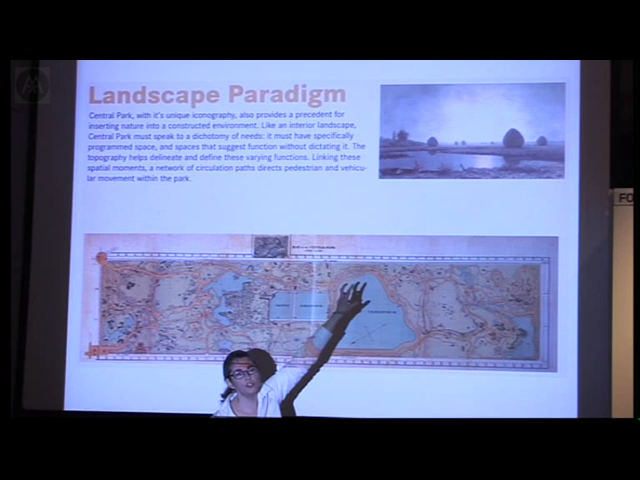 Landscape Paradigm
Central Park, with it's unique iconography, also provides a precedent for
inserting nature into a constructed environment. Like an interior landscape,
Central Park must speak to a dichotomy of needs: it must have specifically
programmed space, and spaces that suggest function without dictating it. The
topography helps delineate and define these varying functions. Linking these
spatial moments, a network of circulation paths directs pedestrian and vehicu-
lar movement within the park.
FO